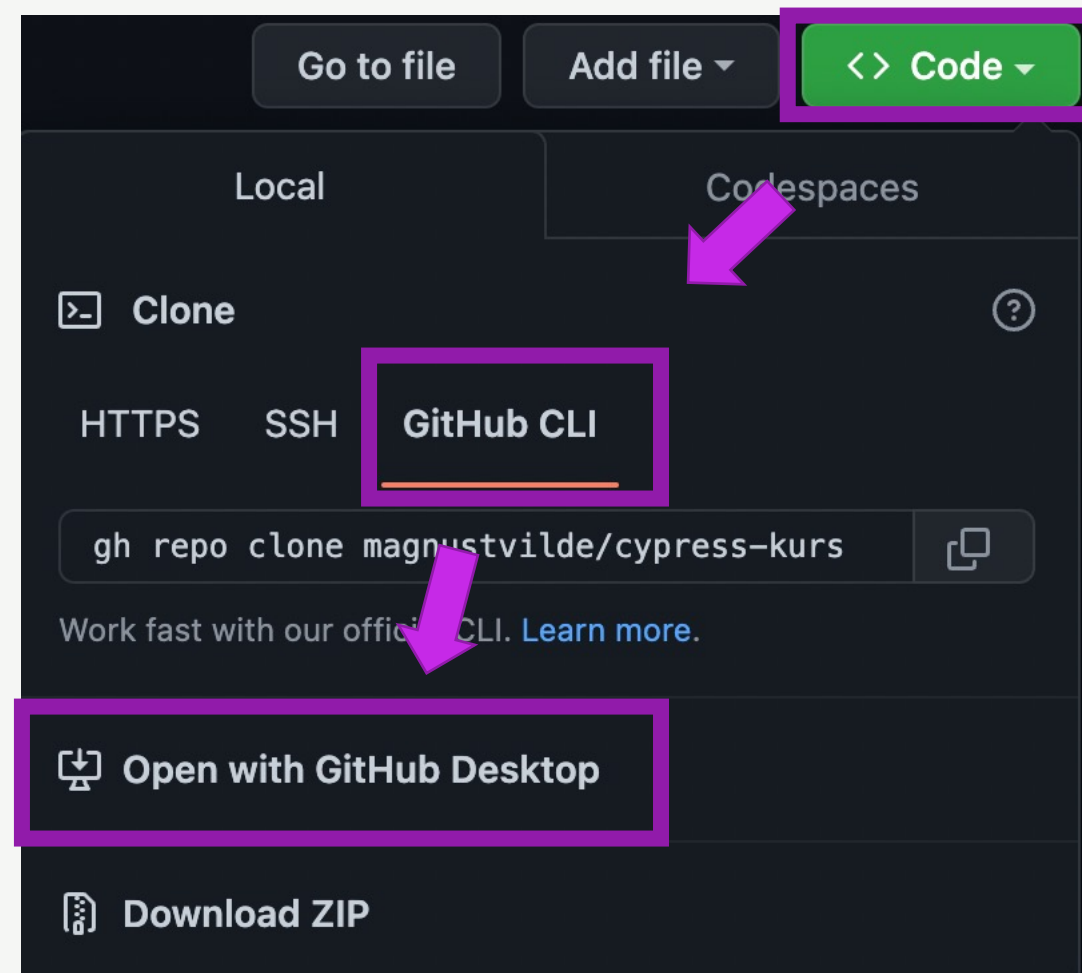 Go to file Add file <> Code
Local Codespaces
Clone
HTTPS SSH GitHub CLI
gh repo clone magnustvilde/cypress-kurs
Work fast with our official CLI. Learn more.
Open with GitHub Desktop
Download ZIP